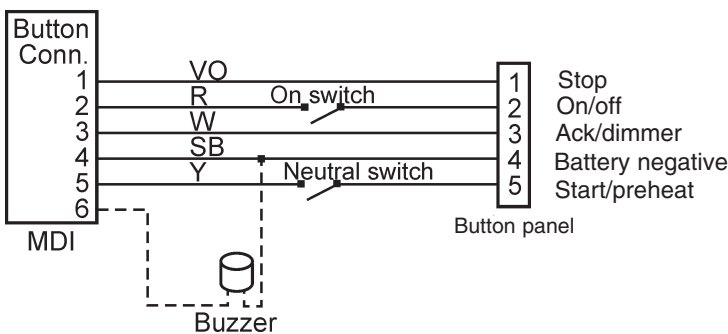 Button
Conn.
1 VO 1 Stop
2 R On switch 2 On/off
3 W 3 Ack/dimmer
4 SB 4 Battery negative
5 Y Neutral switch 5 Start/preheat
6
Button panel
MDI
Buzzer